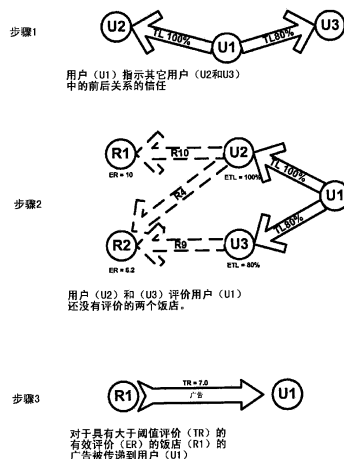 步骤1
U2
U3
TL 100%
TL80%
U1
用户（U1）指示其它用户（U2和U3）
中的前后关系的信任
步骤2
R1
R10
U2
ER = 10
R4
ETL = 100%
TL 100%
U1
TL80%
R2
R9
U3
ER = 6.2
ETL = 80%
用户（U2）和（U3）评价用户（U1）
还没有评价的两个饭店。
步骤3
TR = 7.0
R1
广告
U1
对于具有大于阈值评价（TR）的
有效评价（ER）的饭店（R1）的
广告被传递到用户（U1）